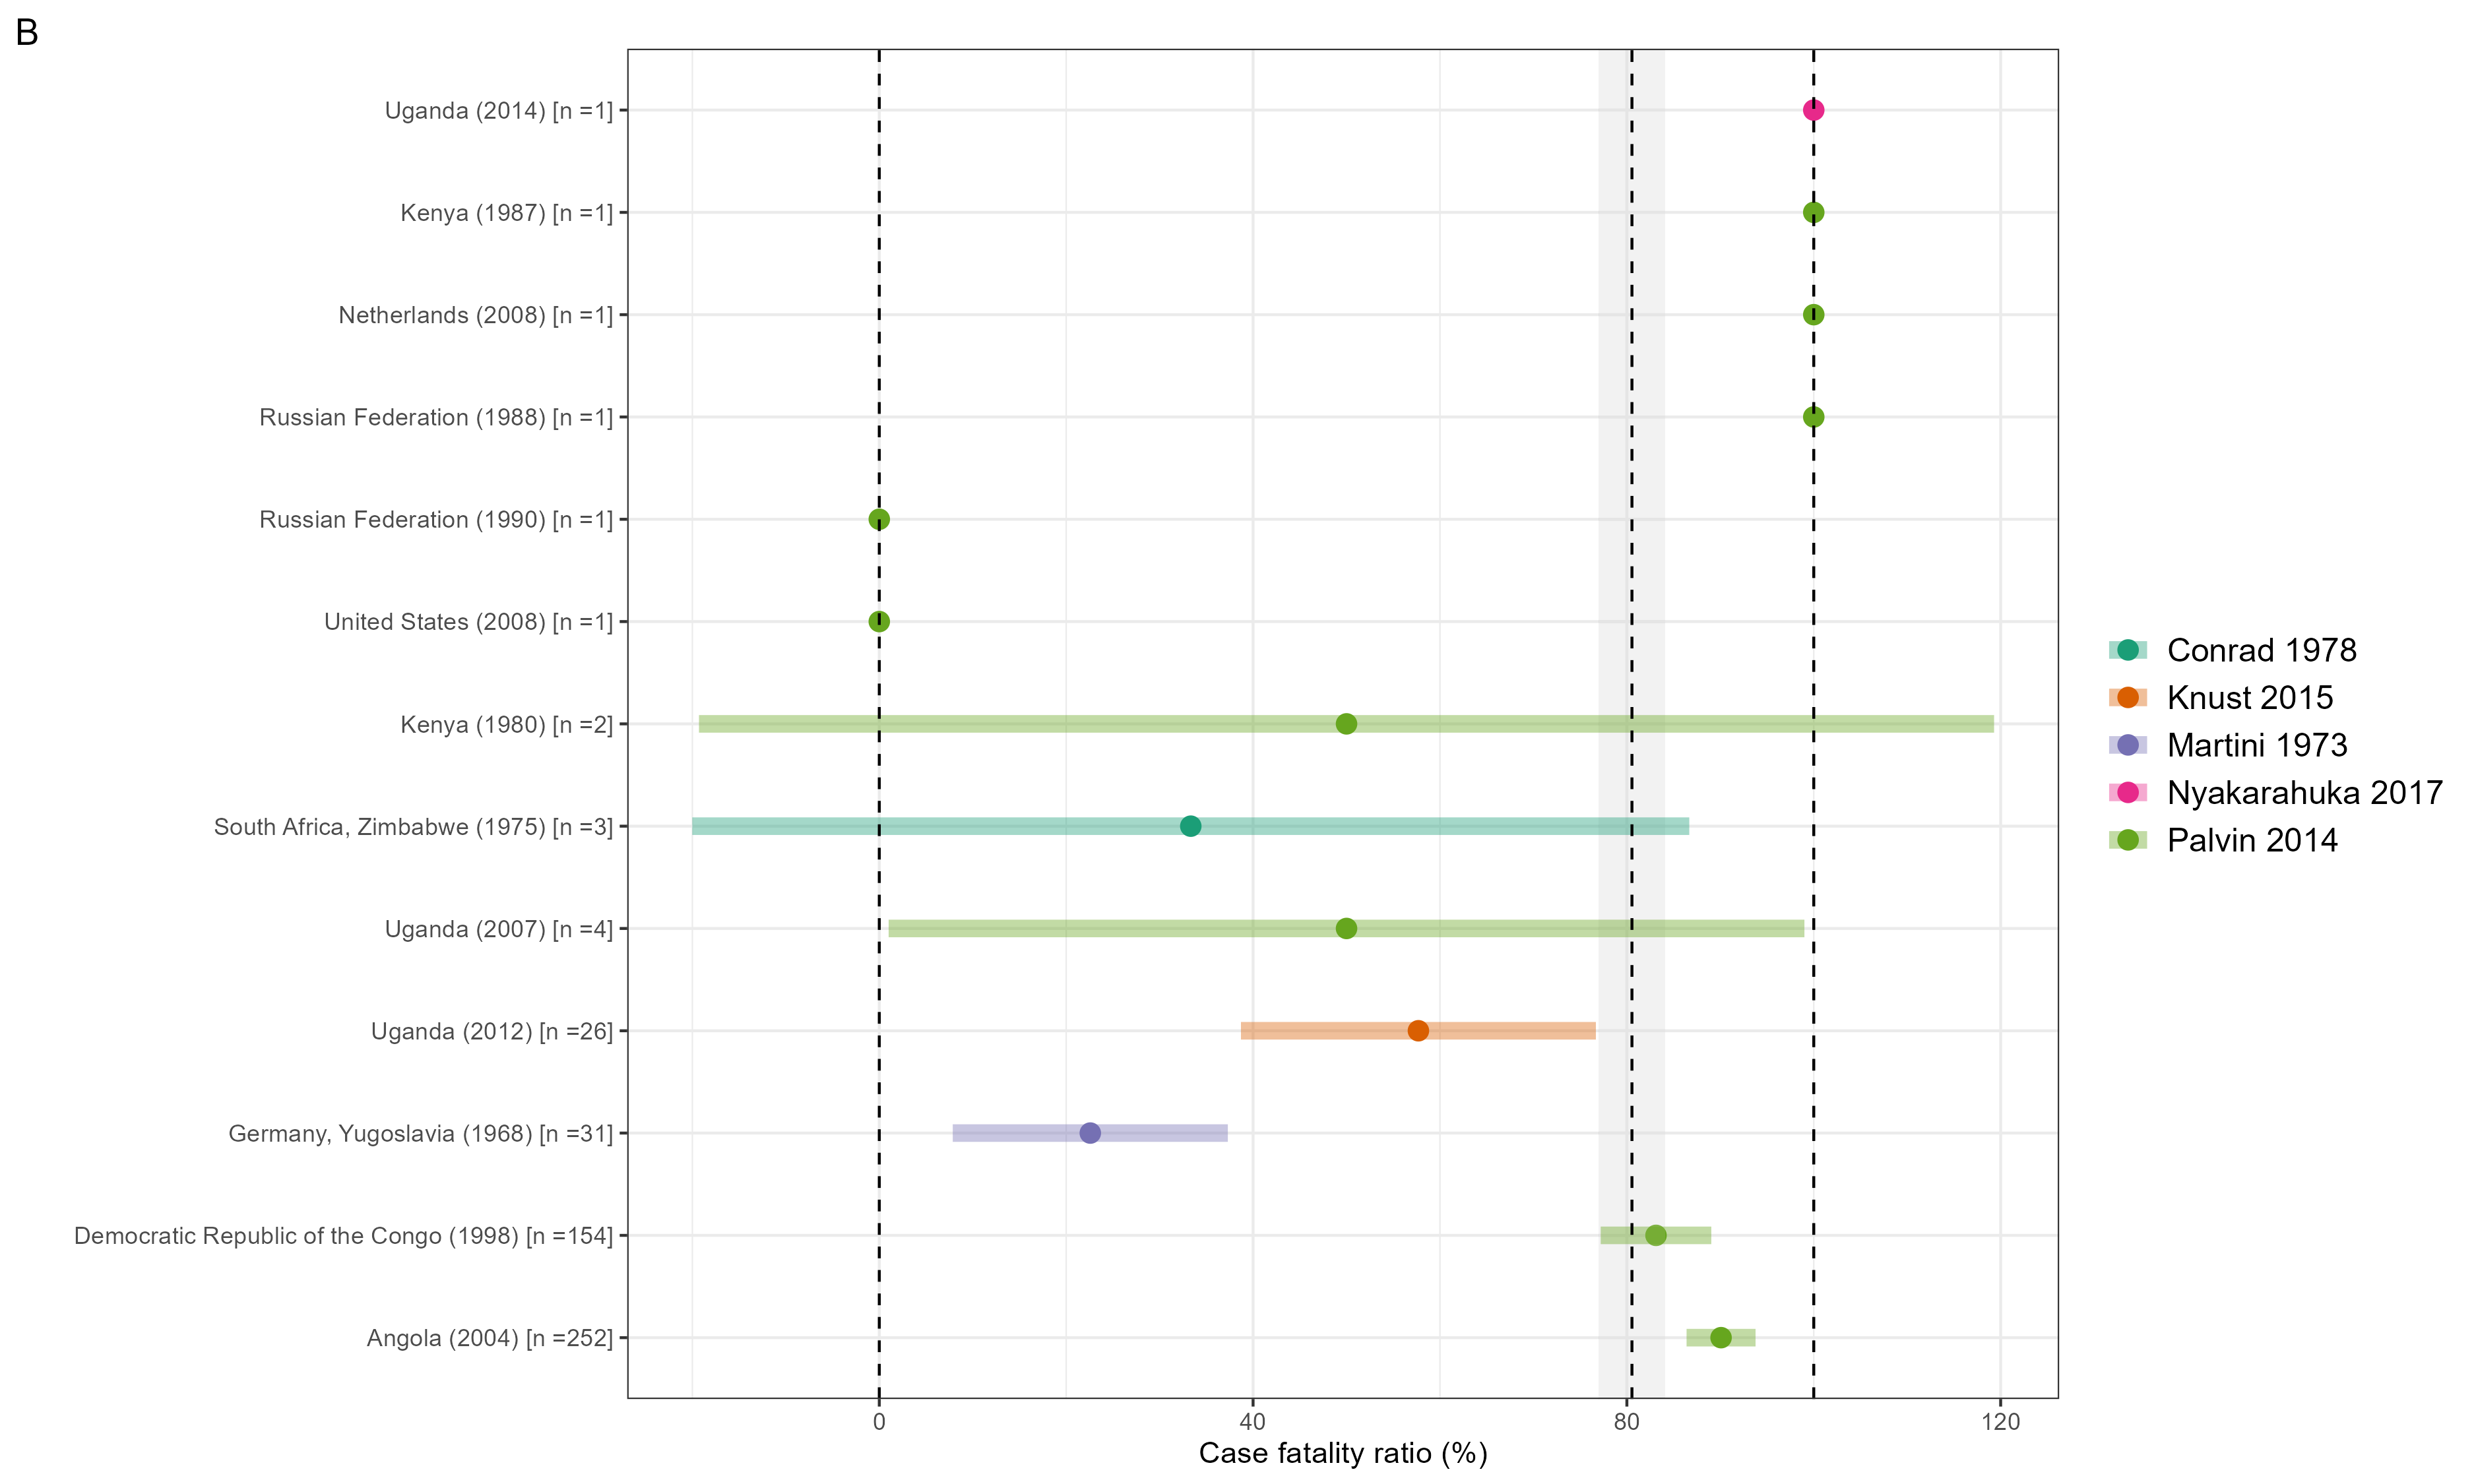 B
Uganda (2014) [n =1]
Kenya (1987) [n =1]
Netherlands (2008) [n =1]
Russian Federation (1988) [n =1]
Russian Federation (1990) [n =1]
United States (2008) [n =1]
Kenya (1980) [n =2]
South Africa, Zimbabwe (1975) [n =3]
Uganda (2007) [n =4]
Uganda (2012) [n =26]
Germany, Yugoslavia (1968) [n =31]
Democratic Republic of the Congo (1998) [n =154]
Angola (2004) [n =252]
0 40 80 120
Case fatality ratio (%)
Conrad 1978
Knust 2015
Martini 1973
Nyakarahuka 2017
Palvin 2014